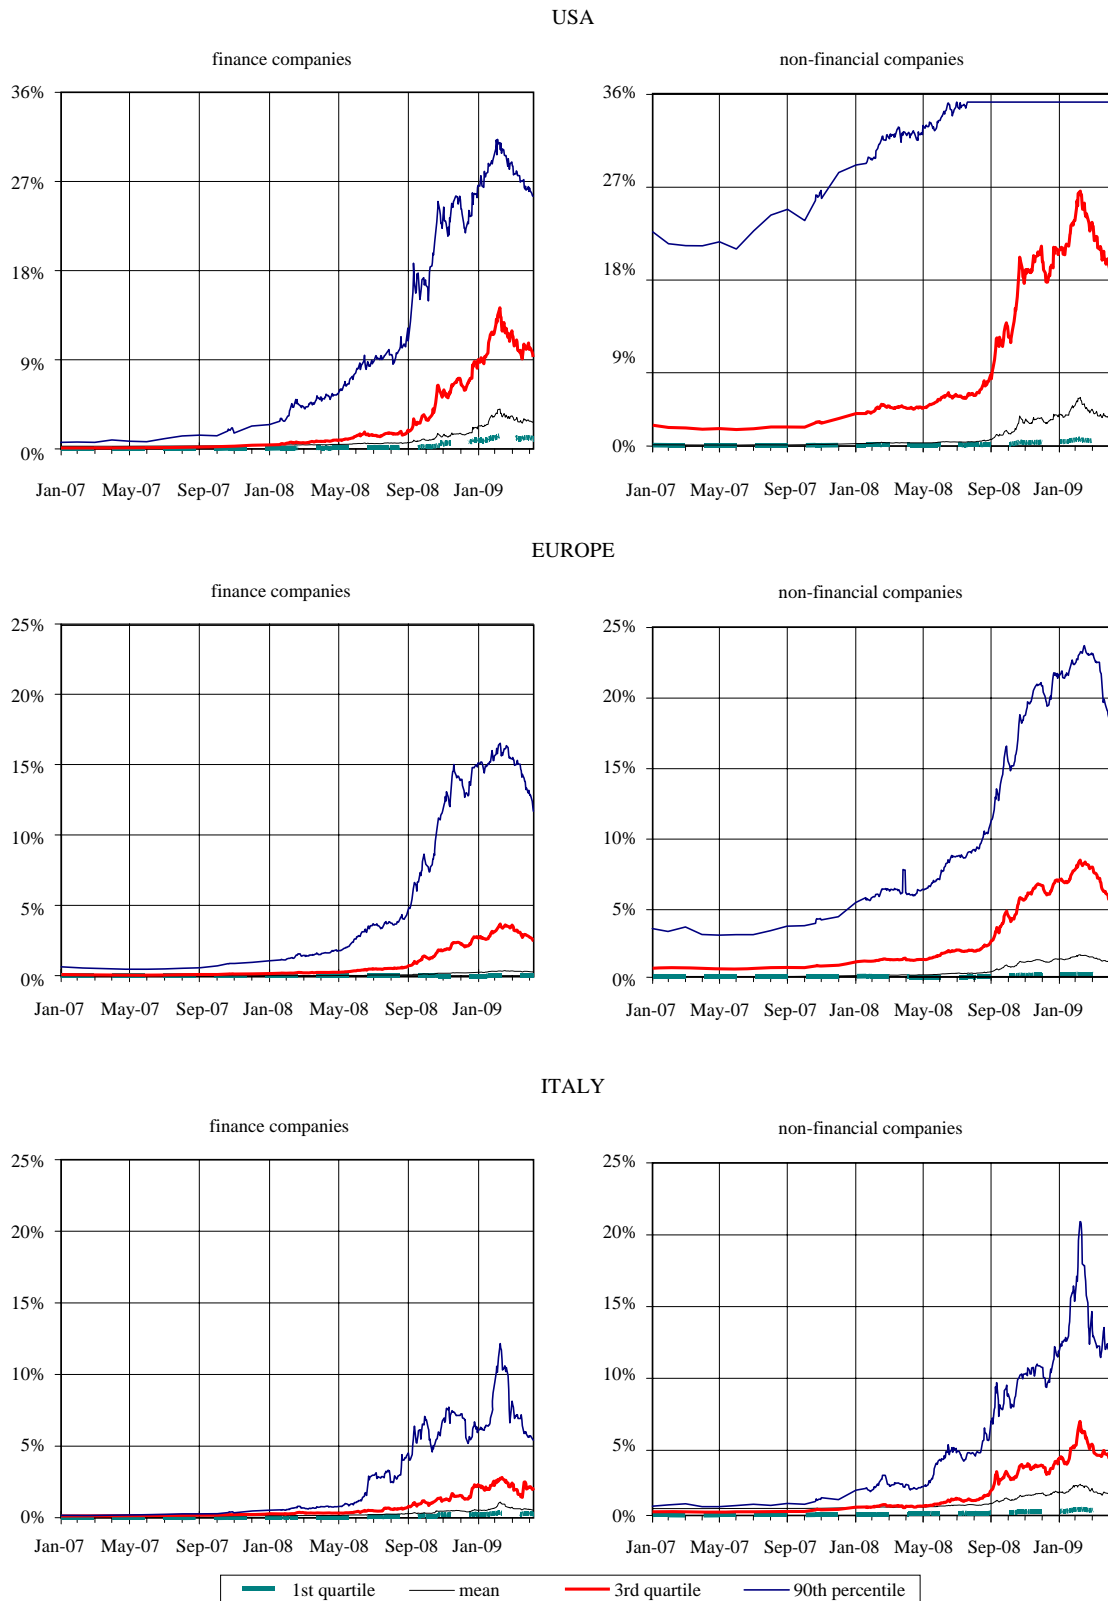 USA
finance companies
non-financial companies
36%
27%
18%
9%
0%
Jan-07 May-07 Sep-07 Jan-08 May-08 Sep-08 Jan-09
36%
27%
18%
9%
0%
Jan-07 May-07 Sep-07 Jan-08 May-08 Sep-08 Jan-09
EUROPE
finance companies
non-financial companies
25%
20%
15%
10%
5%
0%
Jan-07 May-07 Sep-07 Jan-08 May-08 Sep-08 Jan-09
25%
20%
15%
10%
5%
0%
Jan-07 May-07 Sep-07 Jan-08 May-08 Sep-08 Jan-09
ITALY
finance companies
non-financial companies
25%
20%
15%
10%
5%
0%
Jan-07 May-07 Sep-07 Jan-08 May-08 Sep-08 Jan-09
25%
20%
15%
10%
5%
0%
Jan-07 May-07 Sep-07 Jan-08 May-08 Sep-08 Jan-09
1st quartile mean 3rd quartile 90th percentile